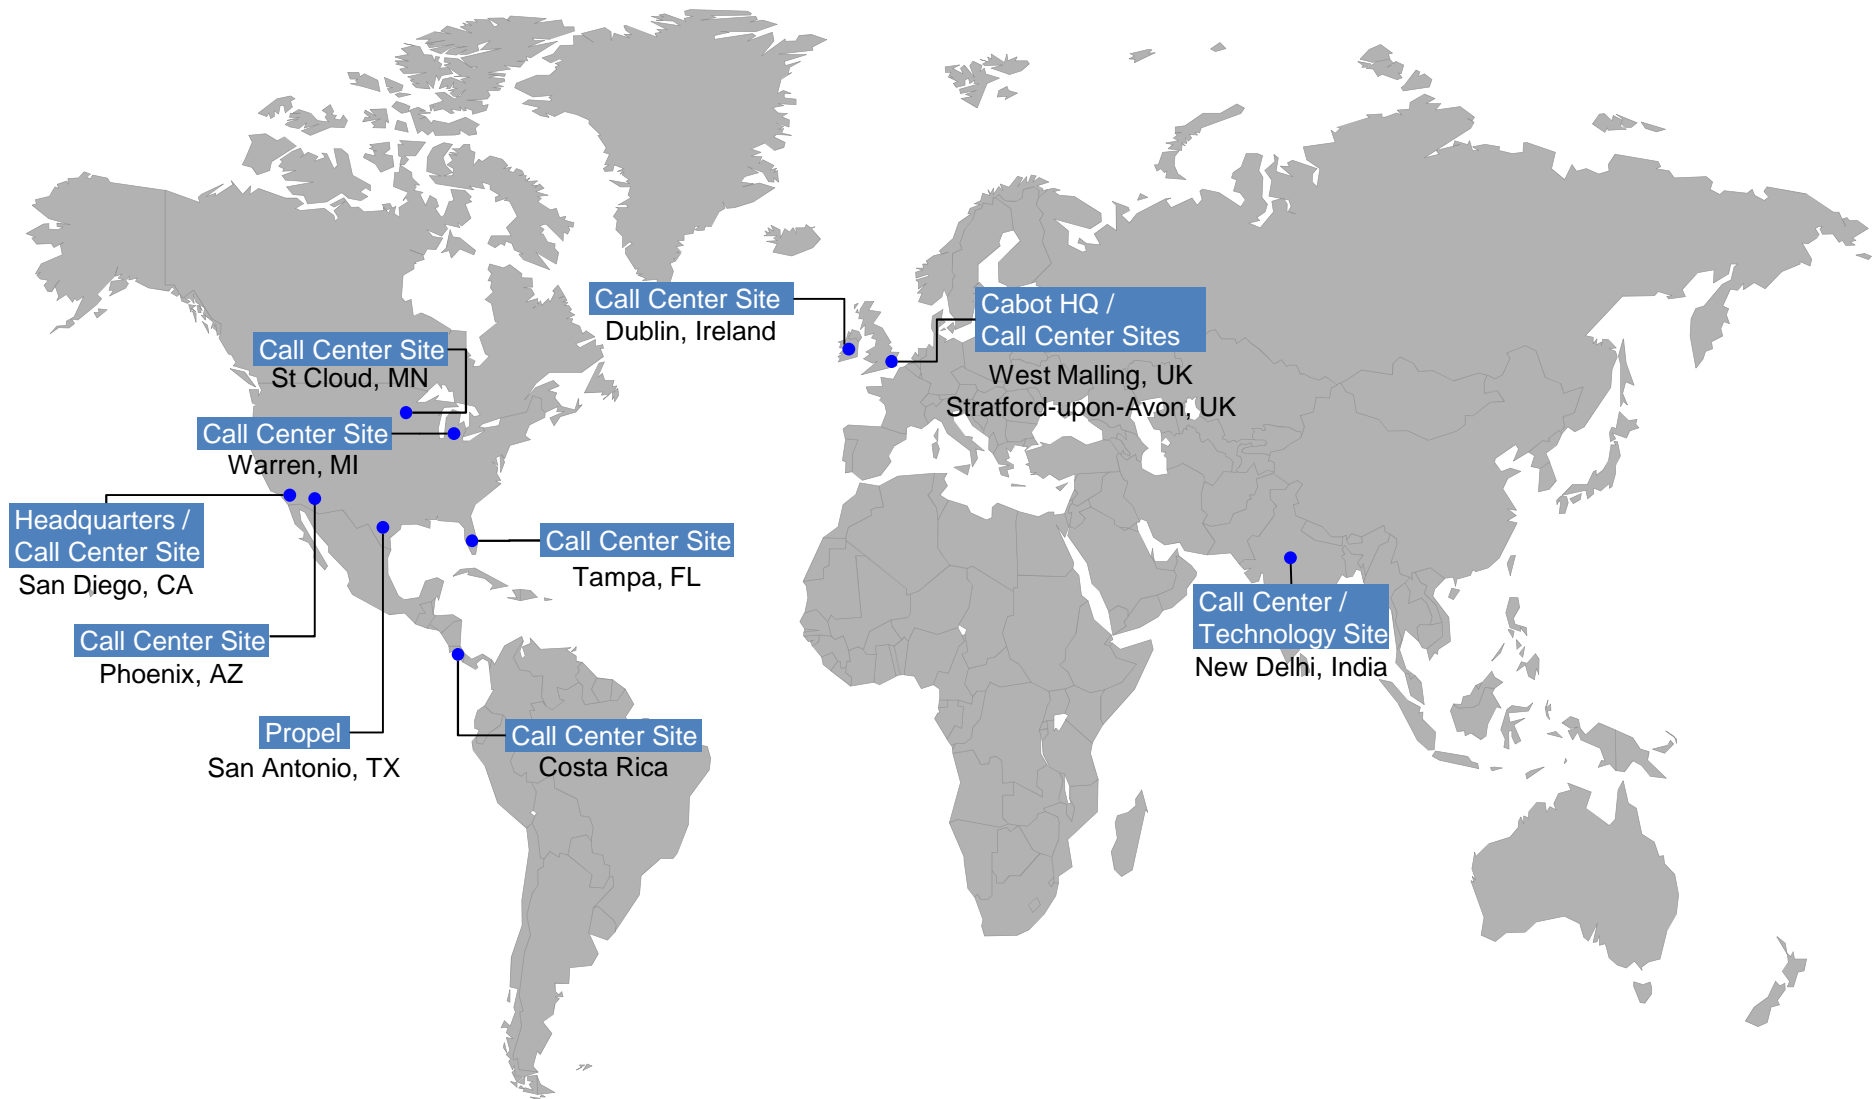 Call Center Site
Dublin, Ireland
Cabot HQ /
Call Center Sites
West Malling, UK
Stratford-upon-Avon, UK
Call Center Site
St Cloud, MN
Call Center Site
Warren, MI
Headquarters /
Call Center Site
San Diego, CA
Call Center Site
Tampa, FL
Call Center /
Technology Site
New Delhi, India
Call Center Site
Phoenix, AZ
Propel
San Antonio, TX
Call Center Site
Costa Rica